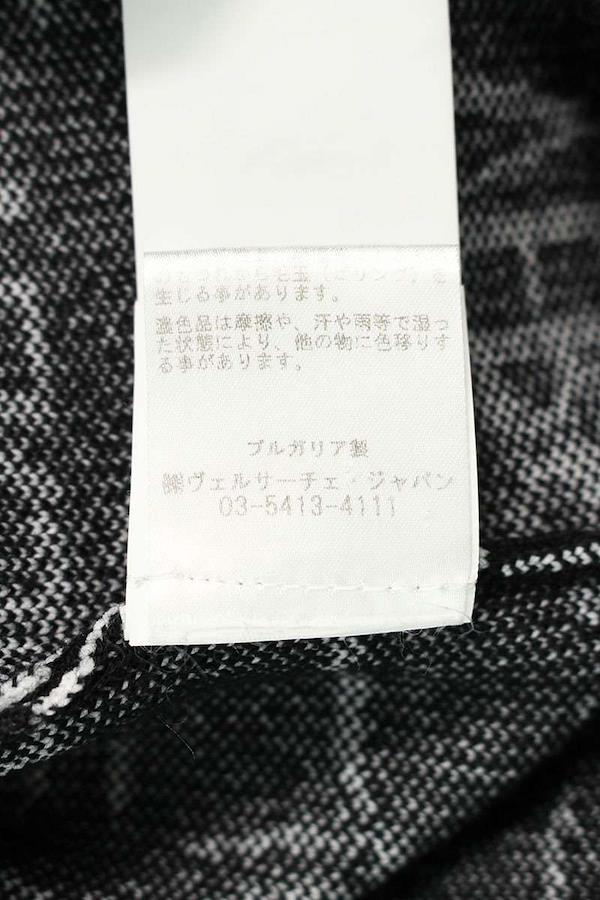 生じる事があります。
濃色品は摩擦や、汗や雨等で湿っ
た状態により、他の物に色移りす
る事があります。
ブルガリア製
㈱ヴェルサーチェ・ジャパン
03-5413-4111